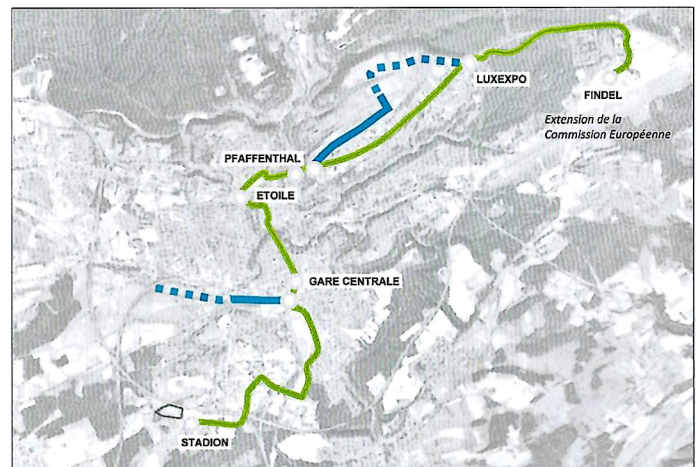 LUXEXPO
FINDEL
Extension de la
Commission Européenne
PFAFFENTHAL
ETOILE
GARE CENTRALE
STADION